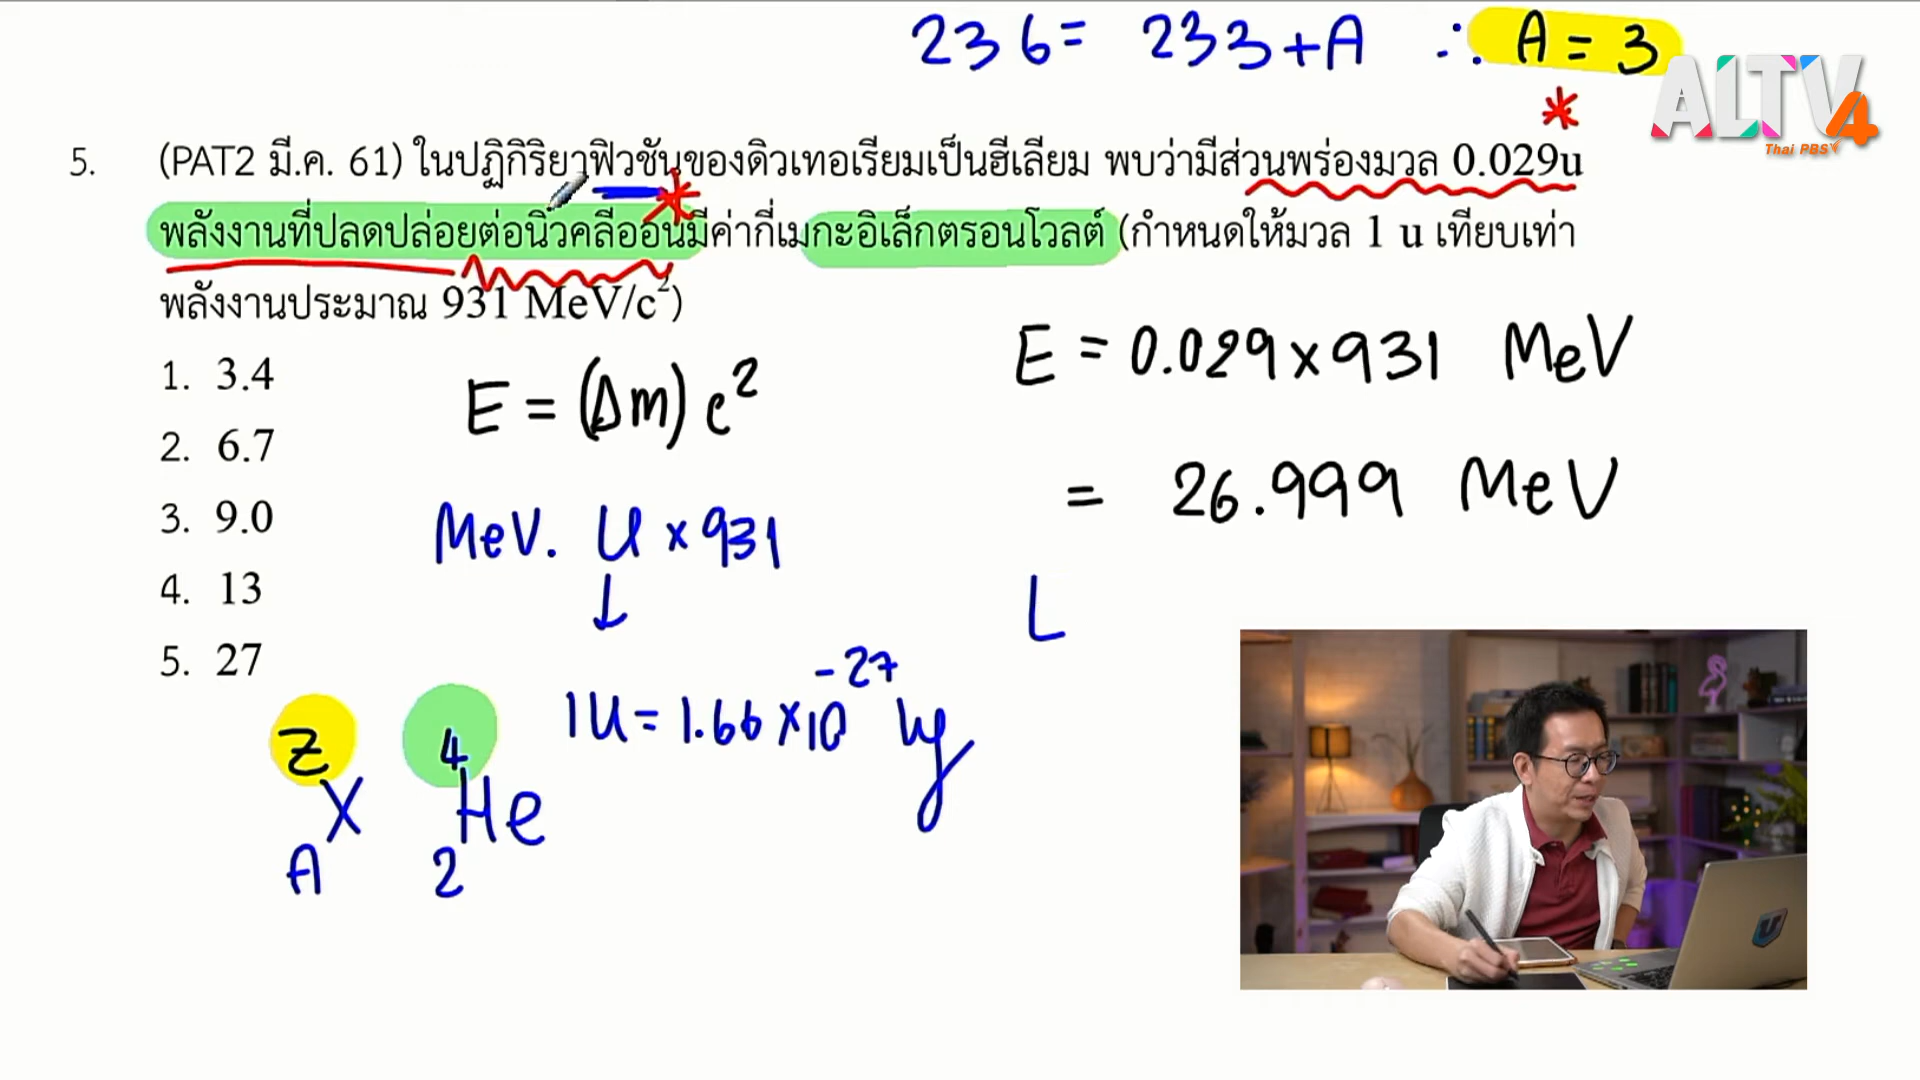 236 = 233 + A ∴ A = 3
ALTV 4
Thai PBS
5. (PAT2 มี.ค. 61) ในปฏิกิริยาฟิวชันของดิวเทอเรียมเป็นฮีเลียม พบว่ามีส่วนพร่องมวล 0.029u
พลังงานที่ปลดปล่อยต่อนิวคลีออนมีค่ากี่เมกะอิเล็กตรอนโวลต์ (กำหนดให้มวล 1 u เทียบเท่า
พลังงานประมาณ 931 MeV/c²)
1. 3.4
2. 6.7
3. 9.0
4. 13
5. 27
E = (Δm) c²
MeV. U × 931
↓
1U = 1.66 × 10⁻²⁷ kg
Z X A
4 He 2
E = 0.029 × 931 MeV
= 26.999 MeV
L